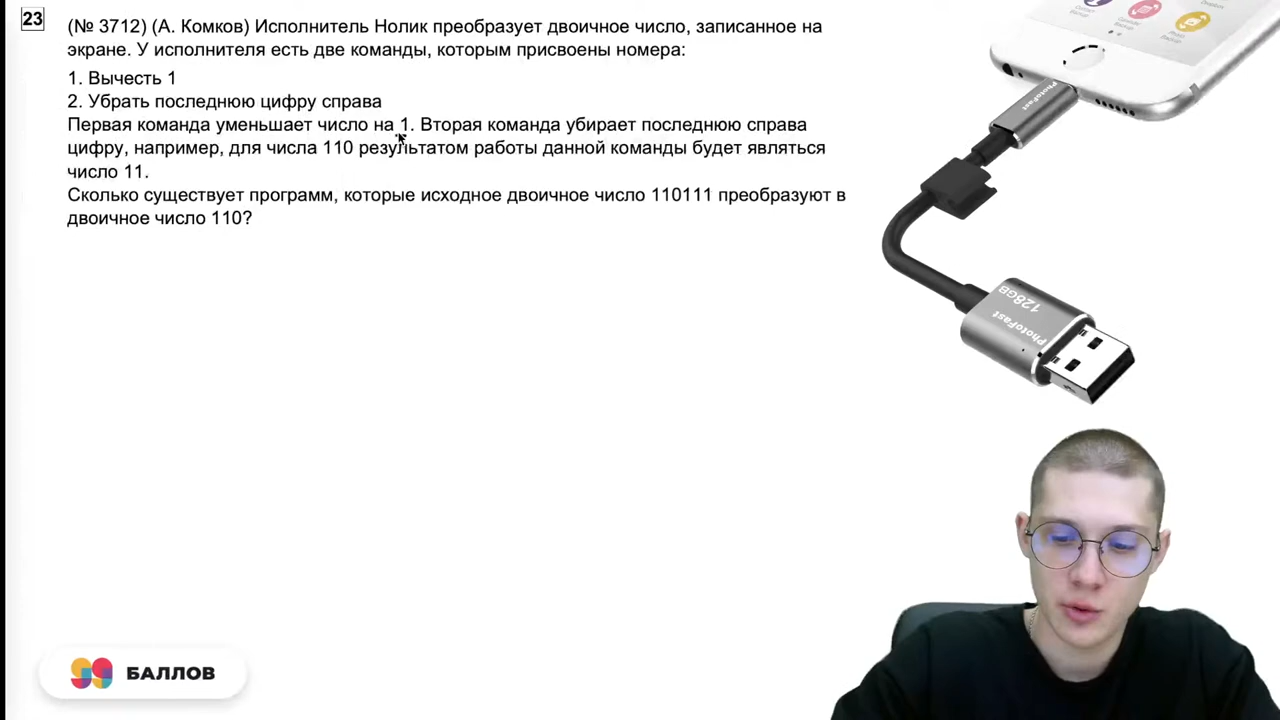 23
(№ 3712) (А. Комков) Исполнитель Нолик преобразует двоичное число, записанное на
экране. У исполнителя есть две команды, которым присвоены номера:
1. Вычесть 1
2. Убрать последнюю цифру справа
Первая команда уменьшает число на 1. Вторая команда убирает последнюю справа
цифру, например, для числа 110 результатом работы данной команды будет являться
число 11.
Сколько существует программ, которые исходное двоичное число 110111 преобразуют в
двоичное число 110?
PhotoFast
128GB
PhotoFast
99 БАЛЛОВ